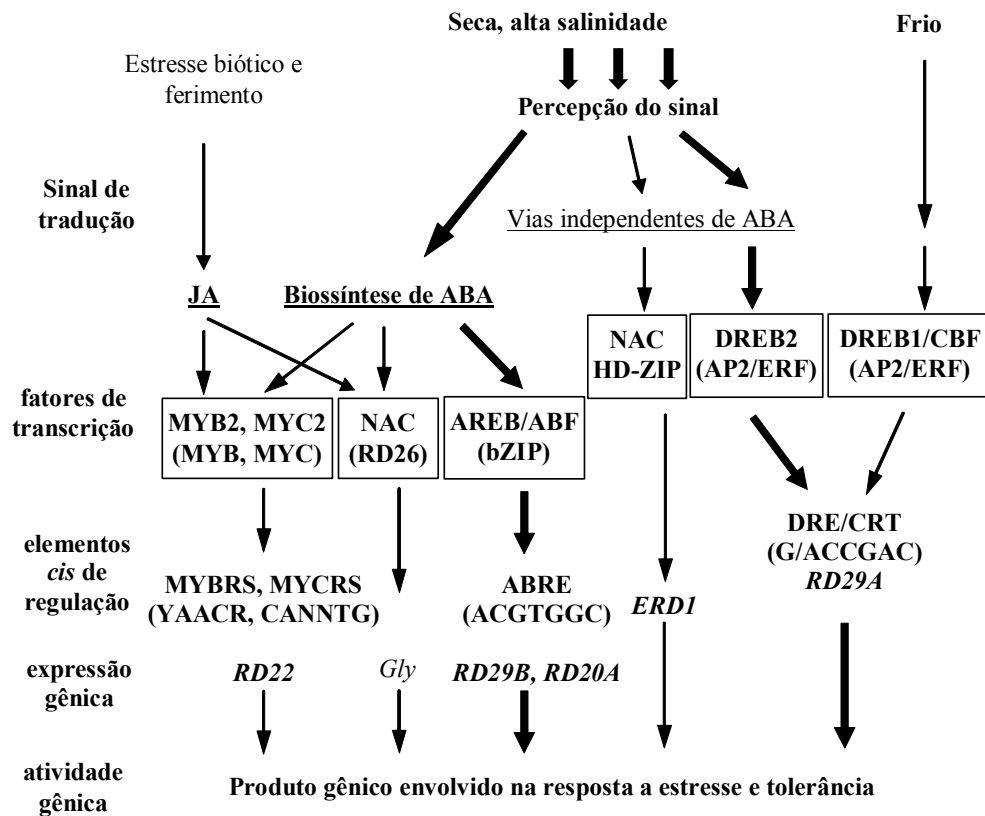 Seca, alta salinidade
Frio
Estresse biótico e
ferimento
Percepção do sinal
Sinal de
tradução
Vias independentes de ABA
JA
Biossíntese de ABA
fatores de
transcrição
MYB2, MYC2
(MYB, MYC)
NAC
(RD26)
AREB/ABF
(bZIP)
NAC
HD-ZIP
DREB2
(AP2/ERF)
DREB1/CBF
(AP2/ERF)
elementos
cis de
regulação
MYBRS, MYCRS
(YAACR, CANNTG)
ABRE
(ACGTGGC)
ERD1
DRE/CRT
(G/ACCGAC)
RD29A
expressão
gênica
RD22
Gly
RD29B, RD20A
atividade
gênica
Produto gênico envolvido na resposta a estresse e tolerância